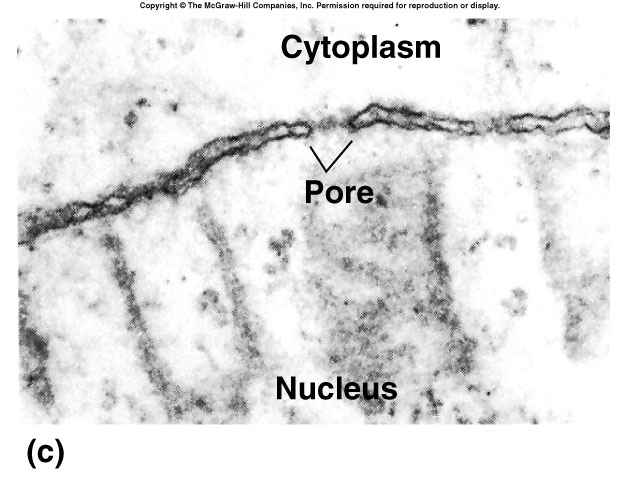 Copyright © The McGraw-Hill Companies, Inc. Permission required for reproduction or display.
Cytoplasm
Pore
Nucleus
(c)